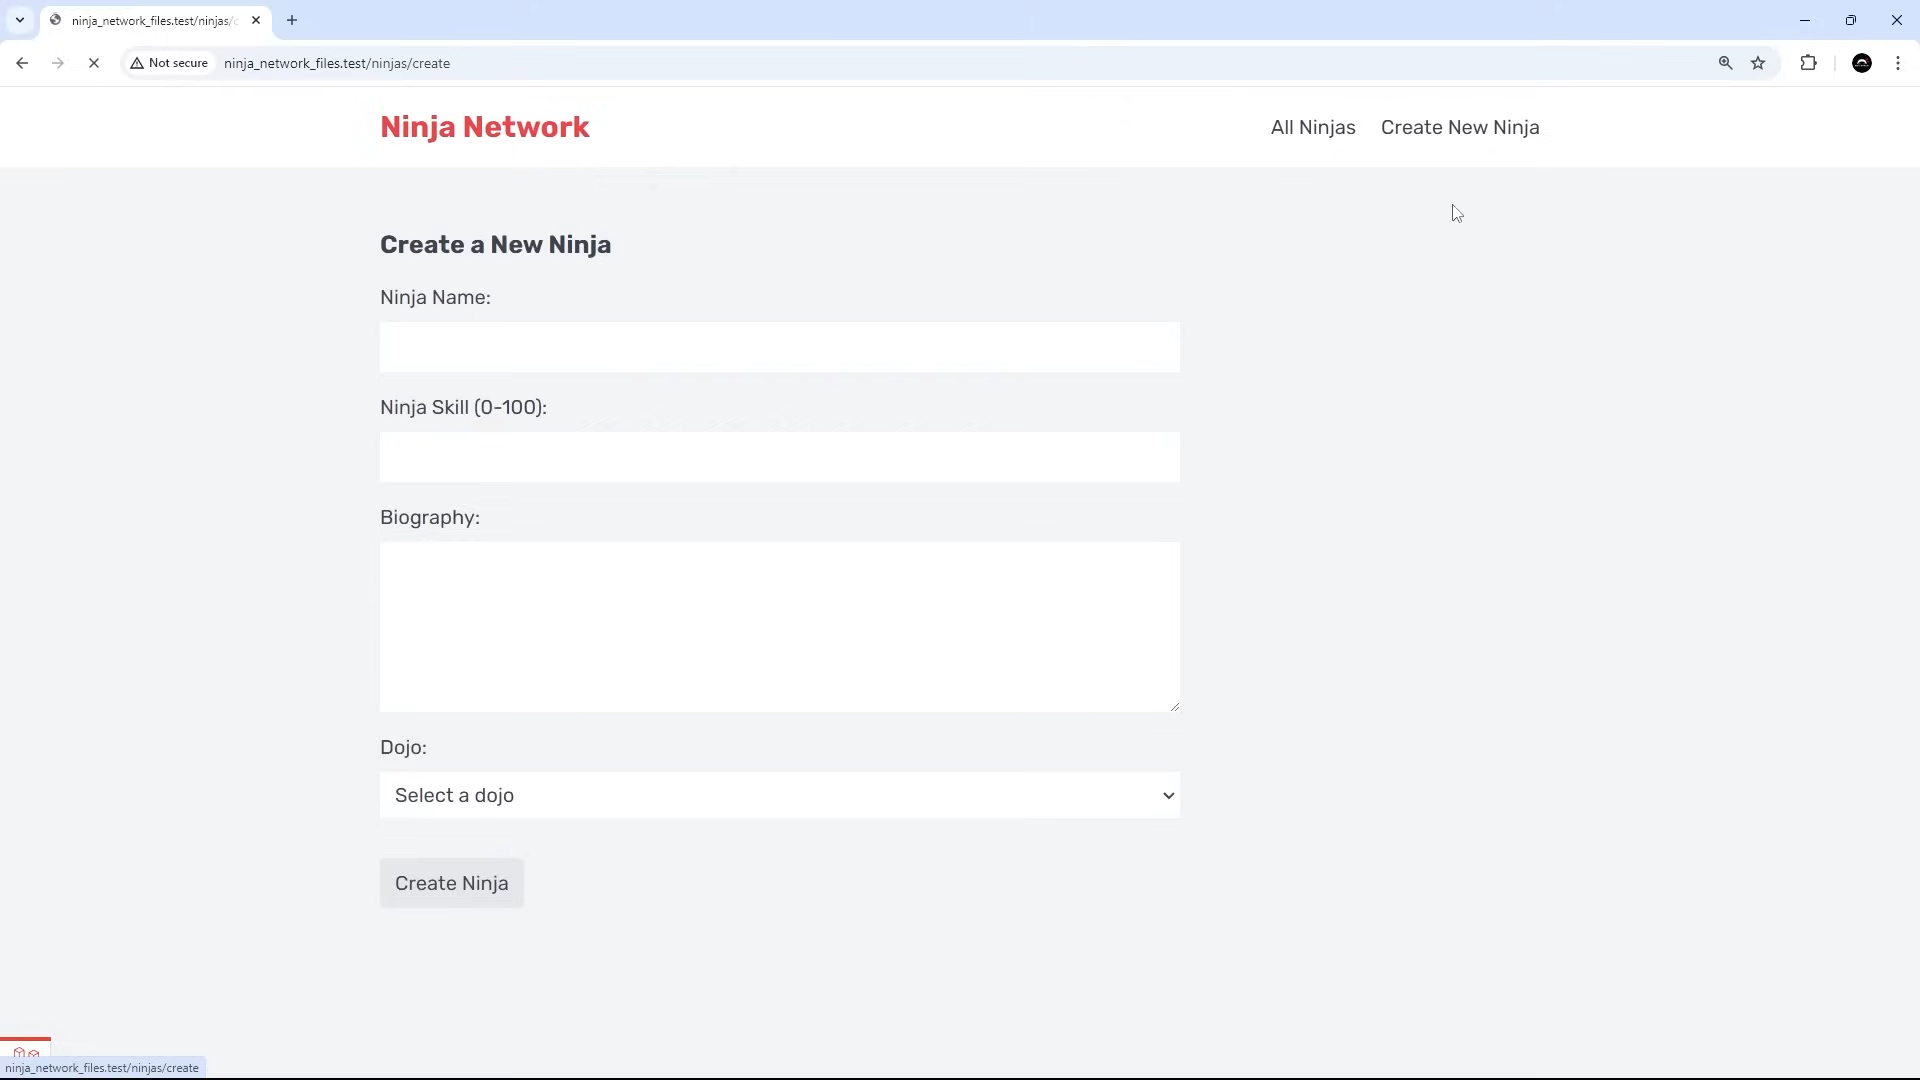 ninja_network_files.test/ninjas/c
Not secure
ninja_network_files.test/ninjas/create
Ninja Network
All Ninjas
Create New Ninja
Create a New Ninja
Ninja Name:
Ninja Skill (0-100):
Biography:
Dojo:
Select a dojo
Create Ninja
ninja_network_files.test/ninjas/create